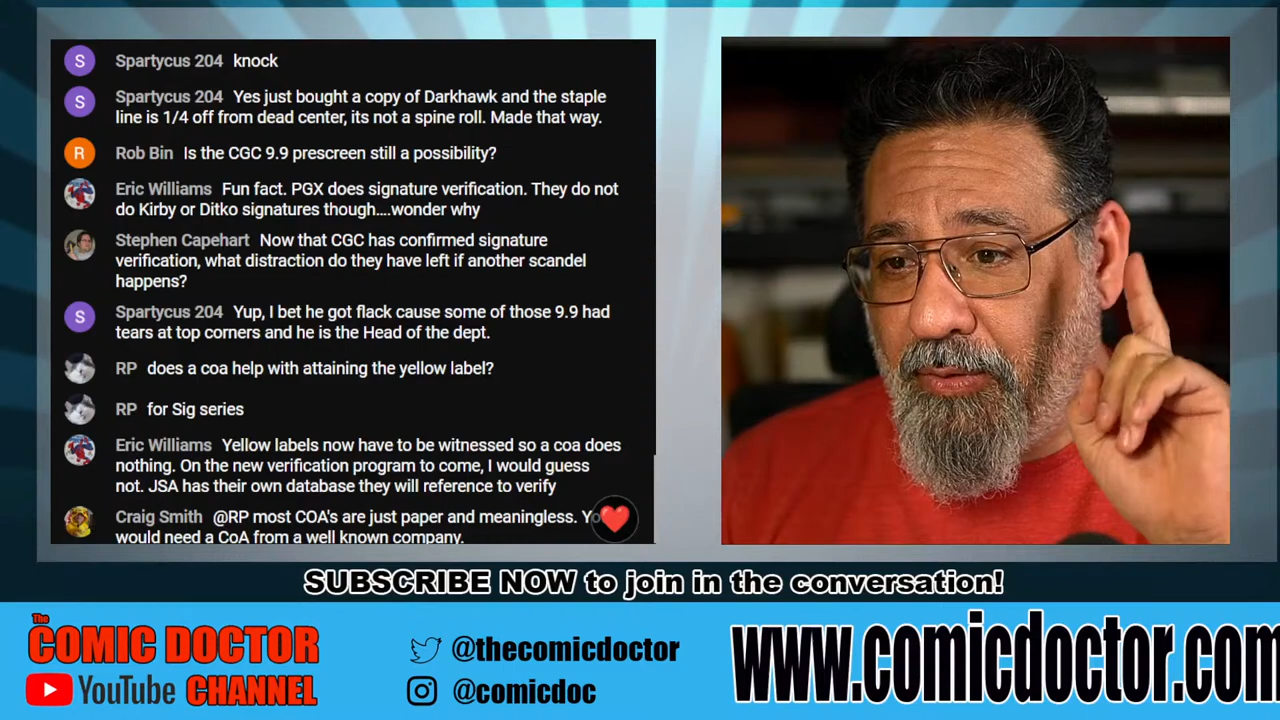 S Spartycus 204 knock
S Spartycus 204 Yes just bought a copy of Darkhawk and the staple
line is 1/4 off from dead center, its not a spine roll. Made that way.
R Rob Bin Is the CGC 9.9 prescreen still a possibility?
Eric Williams Fun fact. PGX does signature verification. They do not
do Kirby or Ditko signatures though....wonder why
Stephen Capehart Now that CGC has confirmed signature
verification, what distraction do they have left if another scandel
happens?
S Spartycus 204 Yup, I bet he got flack cause some of those 9.9 had
tears at top corners and he is the Head of the dept.
RP does a coa help with attaining the yellow label?
RP for Sig series
Eric Williams Yellow labels now have to be witnessed so a coa does
nothing. On the new verification program to come, I would guess
not. JSA has their own database they will reference to verify
Craig Smith @RP most COA's are just paper and meaningless.
would need a CoA from a well known company.
SUBSCRIBE NOW to join in the conversation!
The
COMIC DOCTOR
YouTube CHANNEL
@thecomicdoctor
@comicdoc
www.comicdoctor.com